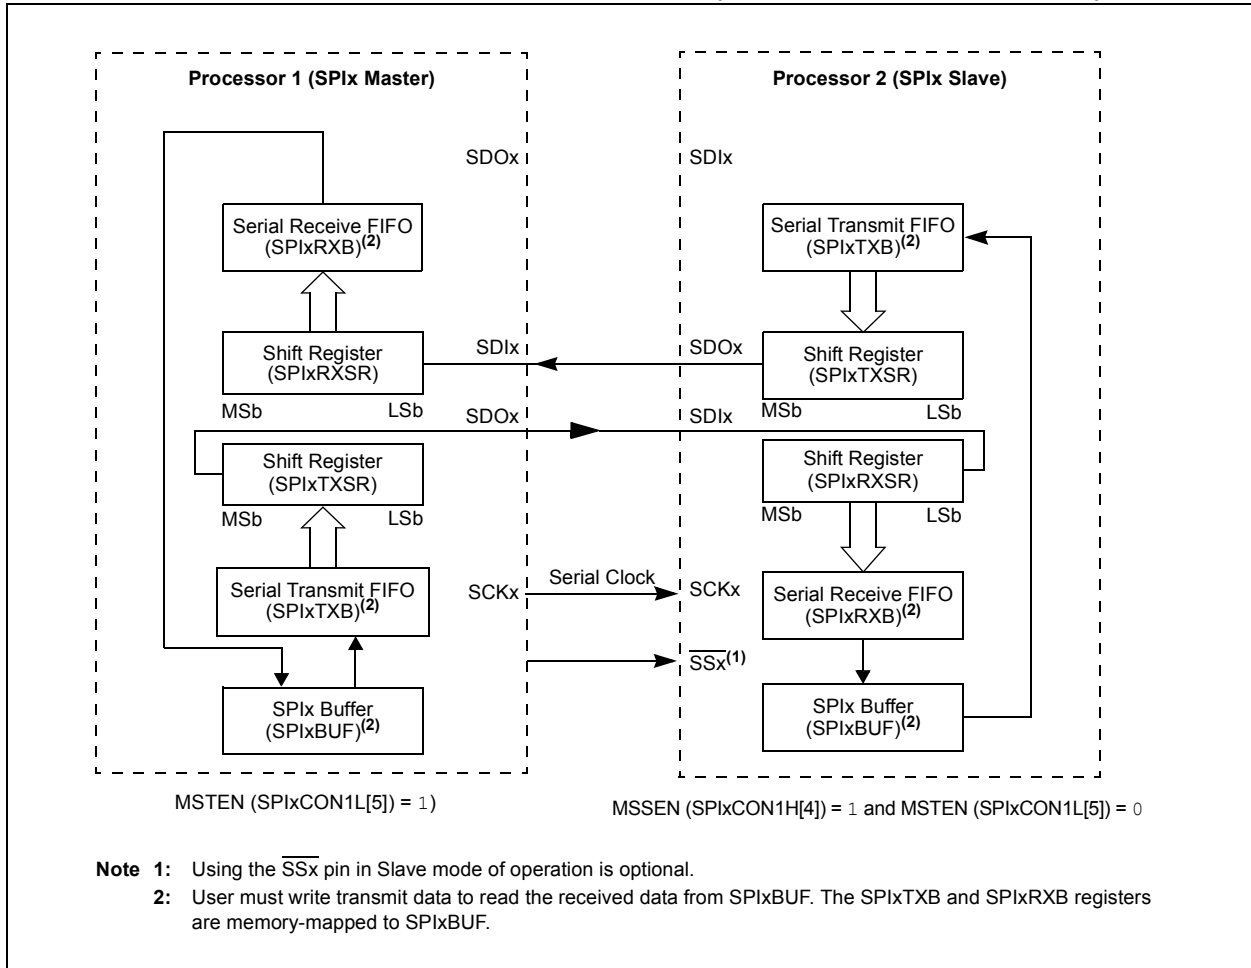 Processor 1 (SPIx Master)
Processor 2 (SPIx Slave)
SDOx
SDIx
Serial Receive FIFO
(SPIxRXB)(2)
Serial Transmit FIFO
(SPIxTXB)(2)
Shift Register
(SPIxRXSR)
SDIx
SDOx
Shift Register
(SPIxTXSR)
MSb
LSb
SDOx
SDIx
MSb
LSb
Shift Register
(SPIxTXSR)
Shift Register
(SPIxRXSR)
MSb
LSb
MSb
LSb
Serial Transmit FIFO
(SPIxTXB)(2)
SCKx
Serial Clock
SCKx
Serial Receive FIFO
(SPIxRXB)(2)
SSx(1)
SPIx Buffer
(SPIxBUF)(2)
SPIx Buffer
(SPIxBUF)(2)
MSTEN (SPIxCON1L[5]) = 1)
MSSEN (SPIxCON1H[4]) = 1 and MSTEN (SPIxCON1L[5]) = 0
Note 1: Using the SSx pin in Slave mode of operation is optional.
2: User must write transmit data to read the received data from SPIxBUF. The SPIxTXB and SPIxRXB registers
are memory-mapped to SPIxBUF.